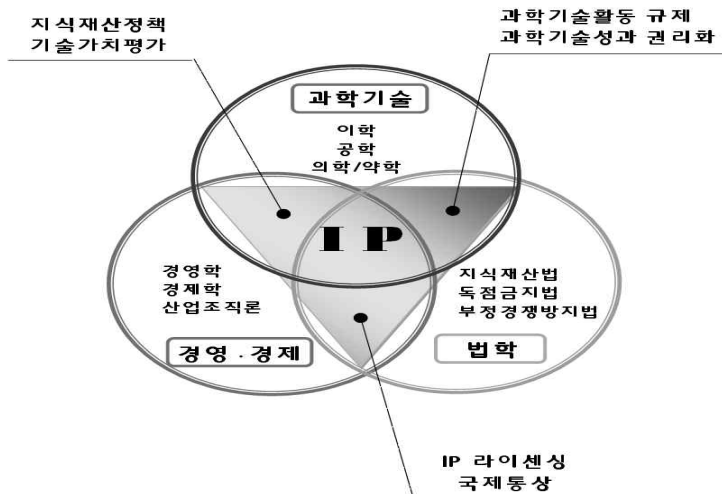 지식재산정책
기술가치평가
과학기술활동 규제
과학기술성과 권리화
과학기술
이학
공학
의학/약학
IP
경영학
경제학
산업조직론
지식재산법
독점금지법
부정경쟁방지법
경영 . 경제
법학
IP 라이센싱
국제통상